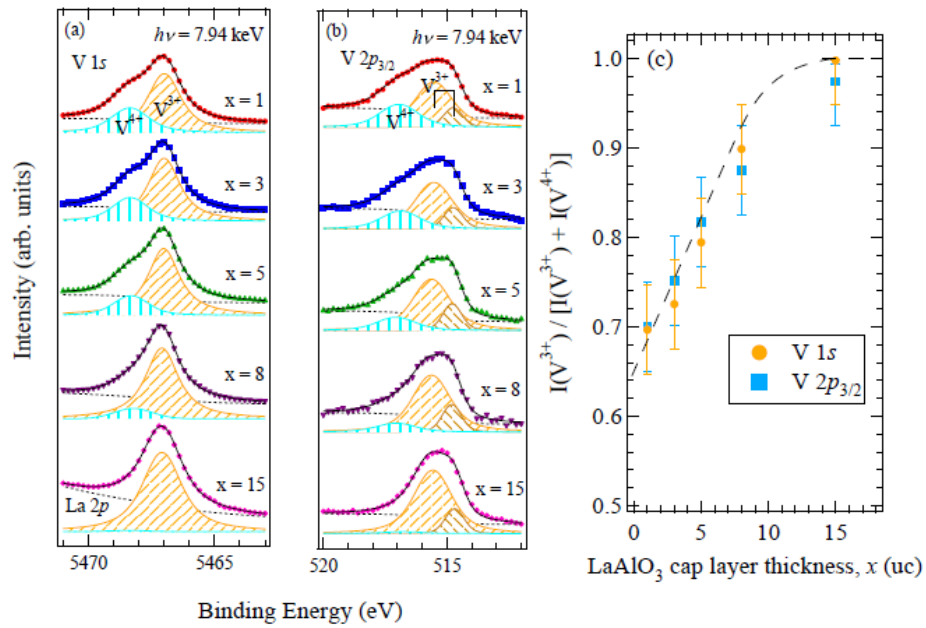 (a)
hν = 7.94 keV
V 1s
x = 1
V³⁺
V⁴⁺
x = 3
x = 5
x = 8
x = 15
La 2p
5470
5465
Intensity (arb. units)
(b)
hν = 7.94 keV
V 2p₃/₂
V³⁺
x = 1
V⁴⁺
x = 3
x = 5
x = 8
x = 15
520
515
Binding Energy (eV)
(c)
1.0
0.9
0.8
0.7
0.6
0.5
I(V³⁺) / [I(V³⁺) + I(V⁴⁺)]
V 1s
V 2p₃/₂
0
5
10
15
LaAlO₃ cap layer thickness, x (uc)